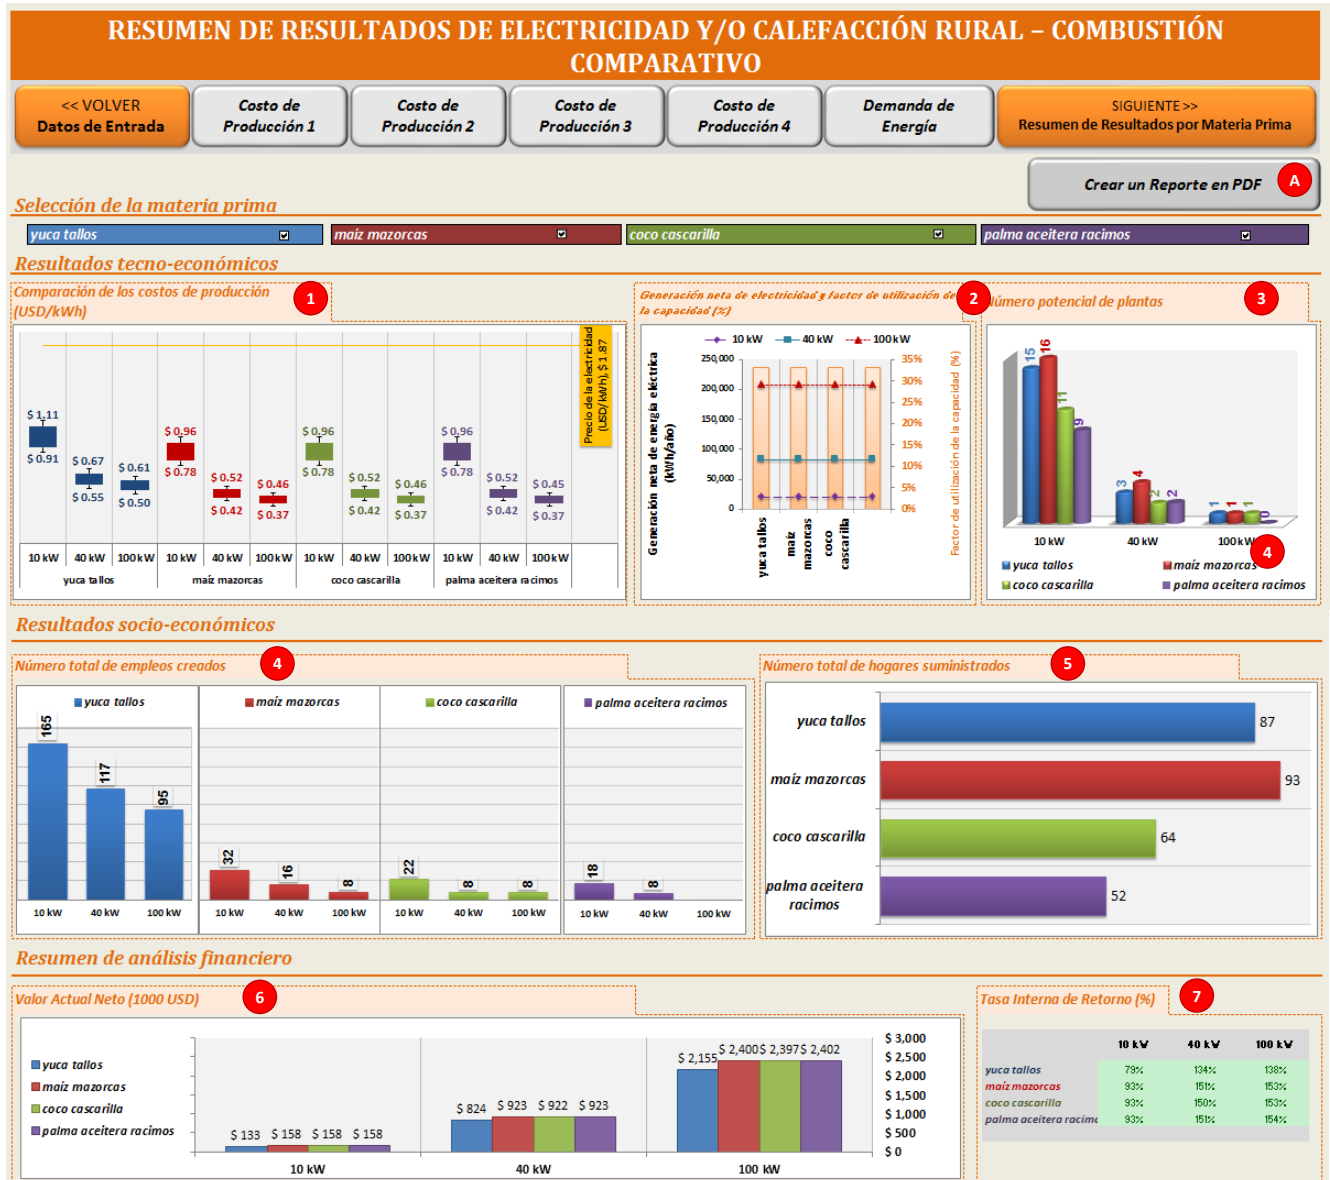 RESUMEN DE RESULTADOS DE ELECTRICIDAD Y/O CALEFACCIÓN RURAL – COMBUSTIÓN
COMPARATIVO
<< VOLVER
Datos de Entrada
Costo de
Producción 1
Costo de
Producción 2
Costo de
Producción 3
Costo de
Producción 4
Demanda de
Energía
SIGUIENTE >>
Resumen de Resultados por Materia Prima
Crear un Reporte en PDF
A
Selección de la materia prima
yuca tallos
maíz mazorcas
coco cascarilla
palma aceitera racimos
Resultados tecno-económicos
Comparación de los costos de producción
(USD/kWh)
1
Precio de la electricidad
(USD/kWh), $ 1.87
$ 1.11
$ 0.91
$ 0.67
$ 0.55
$ 0.61
$ 0.50
$ 0.96
$ 0.78
$ 0.52
$ 0.42
$ 0.46
$ 0.37
$ 0.96
$ 0.78
$ 0.52
$ 0.42
$ 0.46
$ 0.37
$ 0.96
$ 0.78
$ 0.52
$ 0.42
$ 0.45
$ 0.37
10 kW 40 kW 100 kW 10 kW 40 kW 100 kW 10 kW 40 kW 100 kW 10 kW 40 kW 100 kW
yuca tallos maíz mazorcas coco cascarilla palma aceitera racimos
Generación neta de electricidad y factor de utilización de
la capacidad (%)
2
10 kW 40 kW 100 kW
Generación neta de energía eléctrica
(kWh/año)
250,000
200,000
150,000
100,000
50,000
0
35%
30%
25%
20%
15%
10%
5%
0%
Factor de utilización de la capacidad (%)
yuca tallos
maíz
mazorcas
coco
cascarilla
Número potencial de plantas
3
15
16
11
9
3
4
2
2
1
1
1
0
10 kW 40 kW 100 kW
4
yuca tallos maíz mazorcas
coco cascarilla palma aceitera racimos
Resultados socio-económicos
Número total de empleos creados
4
yuca tallos
165
117
95
10 kW 40 kW 100 kW
maíz mazorcas
32
16
8
10 kW 40 kW 100 kW
coco cascarilla
22
8
8
10 kW 40 kW 100 kW
palma aceitera racimos
18
8
10 kW 40 kW 100 kW
Número total de hogares suministrados
5
yuca tallos 87
maíz mazorcas 93
coco cascarilla 64
palma aceitera
racimos 52
Resumen de análisis financiero
Valor Actual Neto (1000 USD)
6
yuca tallos
maíz mazorcas
coco cascarilla
palma aceitera racimos
$ 133 $ 158 $ 158 $ 158
$ 824 $ 923 $ 922 $ 923
$ 2,155 $ 2,400 $ 2,397 $ 2,402
10 kW 40 kW 100 kW
$ 3,000
$ 2,500
$ 2,000
$ 1,500
$ 1,000
$ 500
$ 0
Tasa Interna de Retorno (%)
7
10 kW 40 kW 100 kW
yuca tallos 79% 134% 138%
maíz mazorcas 93% 151% 153%
coco cascarilla 93% 150% 153%
palma aceitera racimo 93% 151% 154%